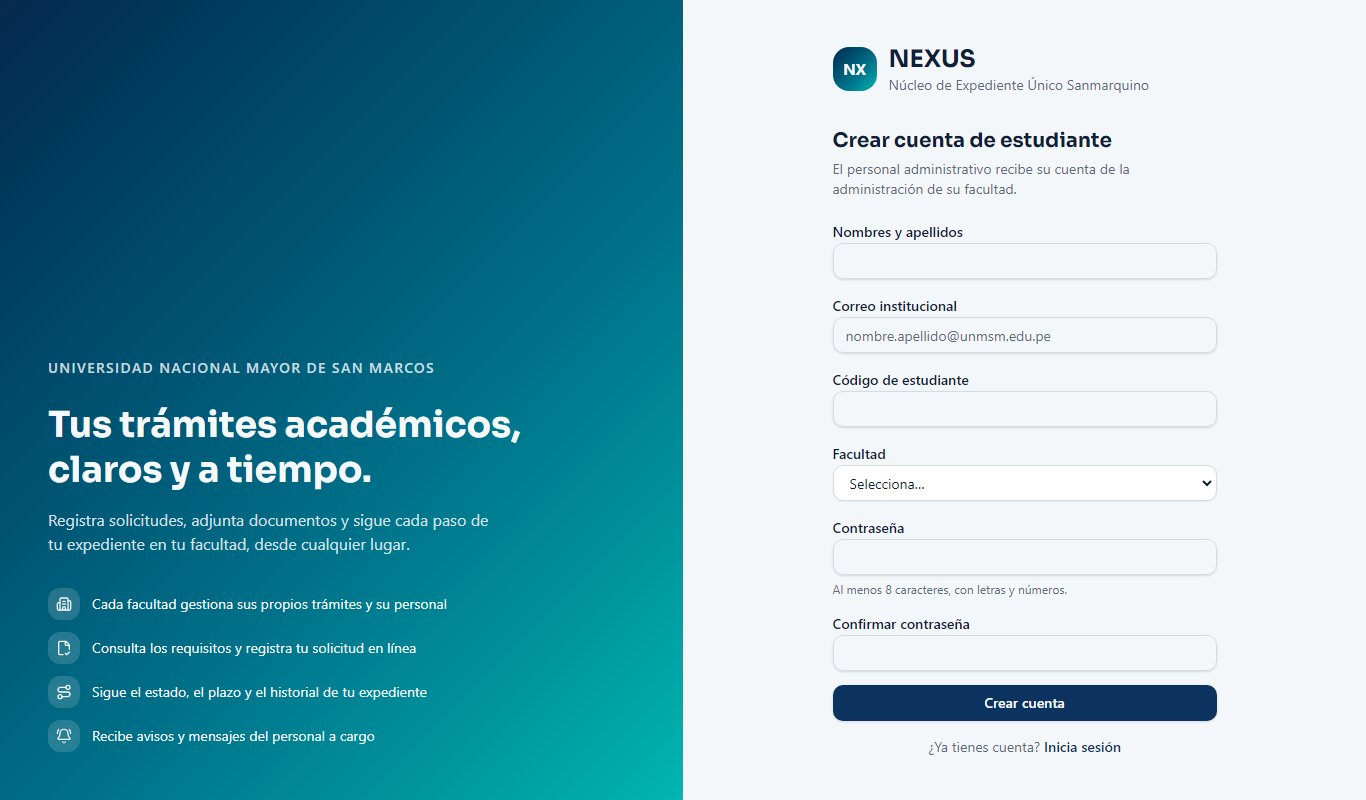 UNIVERSIDAD NACIONAL MAYOR DE SAN MARCOS
Tus trámites académicos,
claros y a tiempo.
Registra solicitudes, adjunta documentos y sigue cada paso de
tu expediente en tu facultad, desde cualquier lugar.
Cada facultad gestiona sus propios trámites y su personal
Consulta los requisitos y registra tu solicitud en línea
Sigue el estado, el plazo y el historial de tu expediente
Recibe avisos y mensajes del personal a cargo
NX
NEXUS
Núcleo de Expediente Único Sanmarquino
Crear cuenta de estudiante
El personal administrativo recibe su cuenta de la
administración de su facultad.
Nombres y apellidos
Correo institucional
nombre.apellido@unmsm.edu.pe
Código de estudiante
Facultad
Selecciona...
Contraseña
Al menos 8 caracteres, con letras y números.
Confirmar contraseña
Crear cuenta
¿Ya tienes cuenta? Inicia sesión